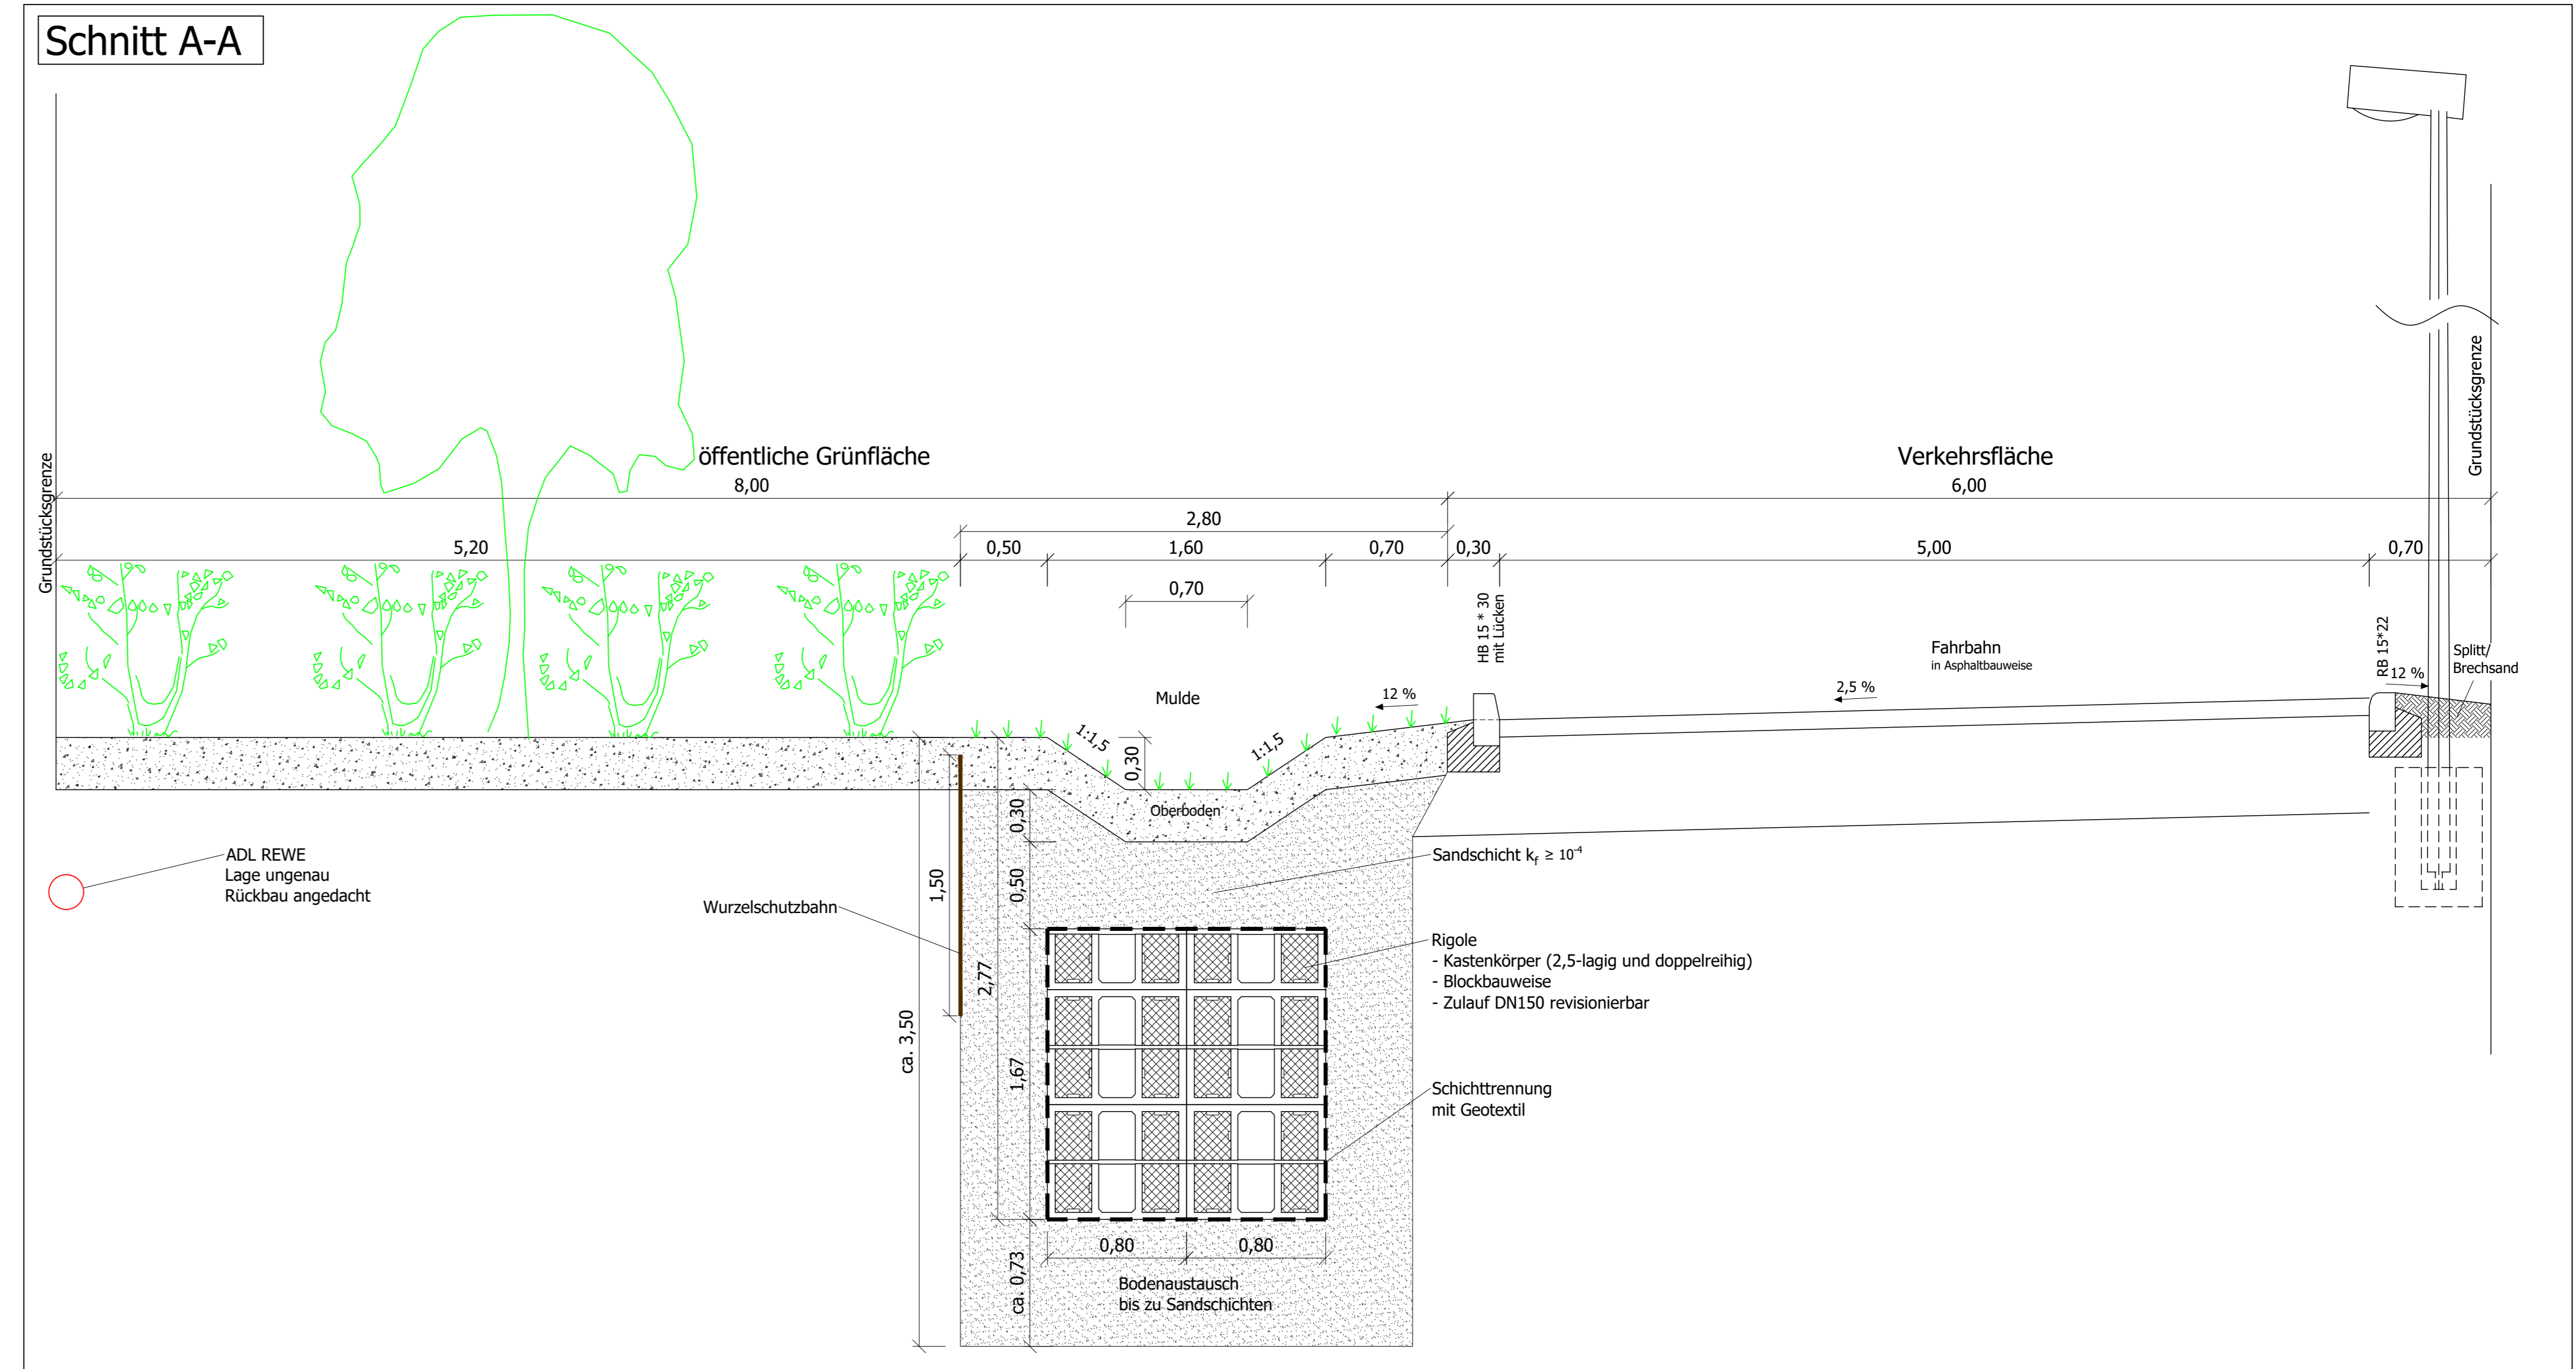 Schnitt A-A
Grundstücksgrenze
öffentliche Grünfläche
8,00
Verkehrsfläche
6,00
Grundstücksgrenze
2,80
5,20
0,50
1,60
0,70
0,30
5,00
0,70
0,70
HB 15 * 30
mit Lücken
Fahrbahn
in Asphaltbauweise
RB 15*22
Splitt/
Brechsand
12 %
2,5 %
12 %
Mulde
1:1,5
0,30
1:1,5
Oberboden
0,30
ADL REWE
Lage ungenau
Rückbau angedacht
Sandschicht kf ≥ 10-4
1,50
0,50
Wurzelschutzbahn
Rigole
- Kastenkörper (2,5-lagig und doppelreihig)
- Blockbauweise
- Zulauf DN150 revisionierbar
2,77
ca. 3,50
1,67
Schichttrennung
mit Geotextil
0,80
0,80
ca. 0,73
Bodenaustausch
bis zu Sandschichten